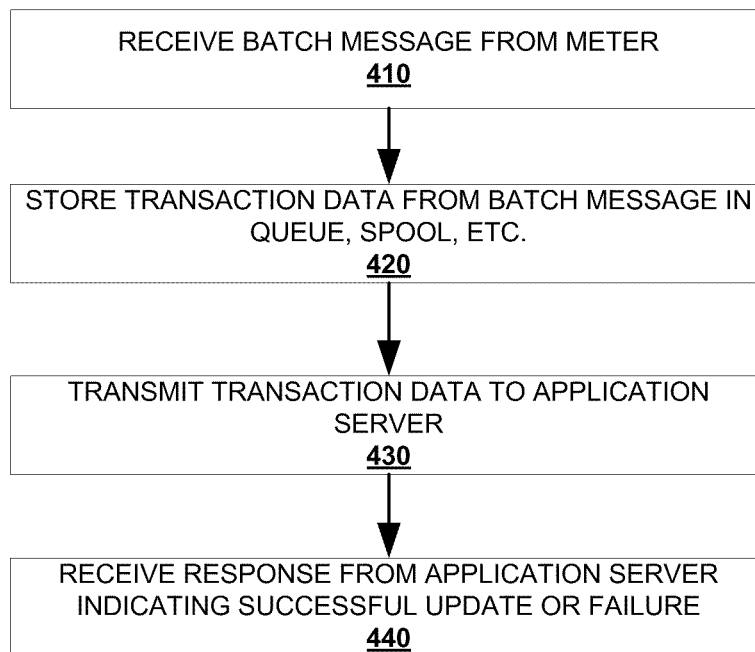 RECEIVE BATCH MESSAGE FROM METER
410
STORE TRANSACTION DATA FROM BATCH MESSAGE IN
QUEUE, SPOOL, ETC.
420
TRANSMIT TRANSACTION DATA TO APPLICATION
SERVER
430
RECEIVE RESPONSE FROM APPLICATION SERVER
INDICATING SUCCESSFUL UPDATE OR FAILURE
440